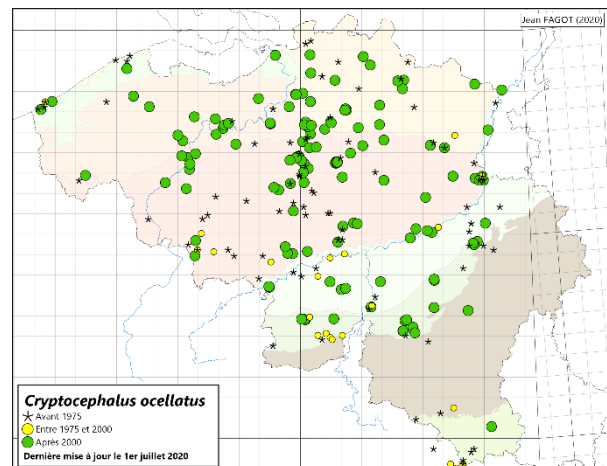 Jean FAGOT (2020)
Cryptocephalus ocellatus
Avant 1975
Entre 1975 et 2000
Après 2000
Dernière mise à jour le 1er juillet 2020